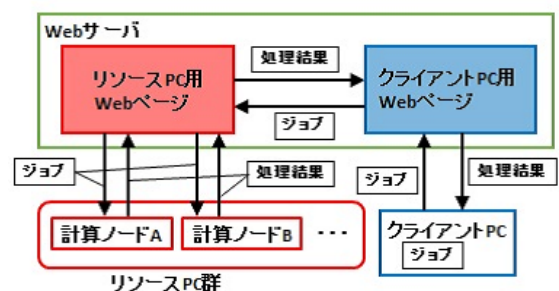 Webサーバ
リソースPC用
Webページ
処理結果
クライアントPC用
Webページ
ジョブ
ジョブ
処理結果
ジョブ
処理結果
計算ノードA
計算ノードB
・・・
クライアントPC
ジョブ
リソースPC群